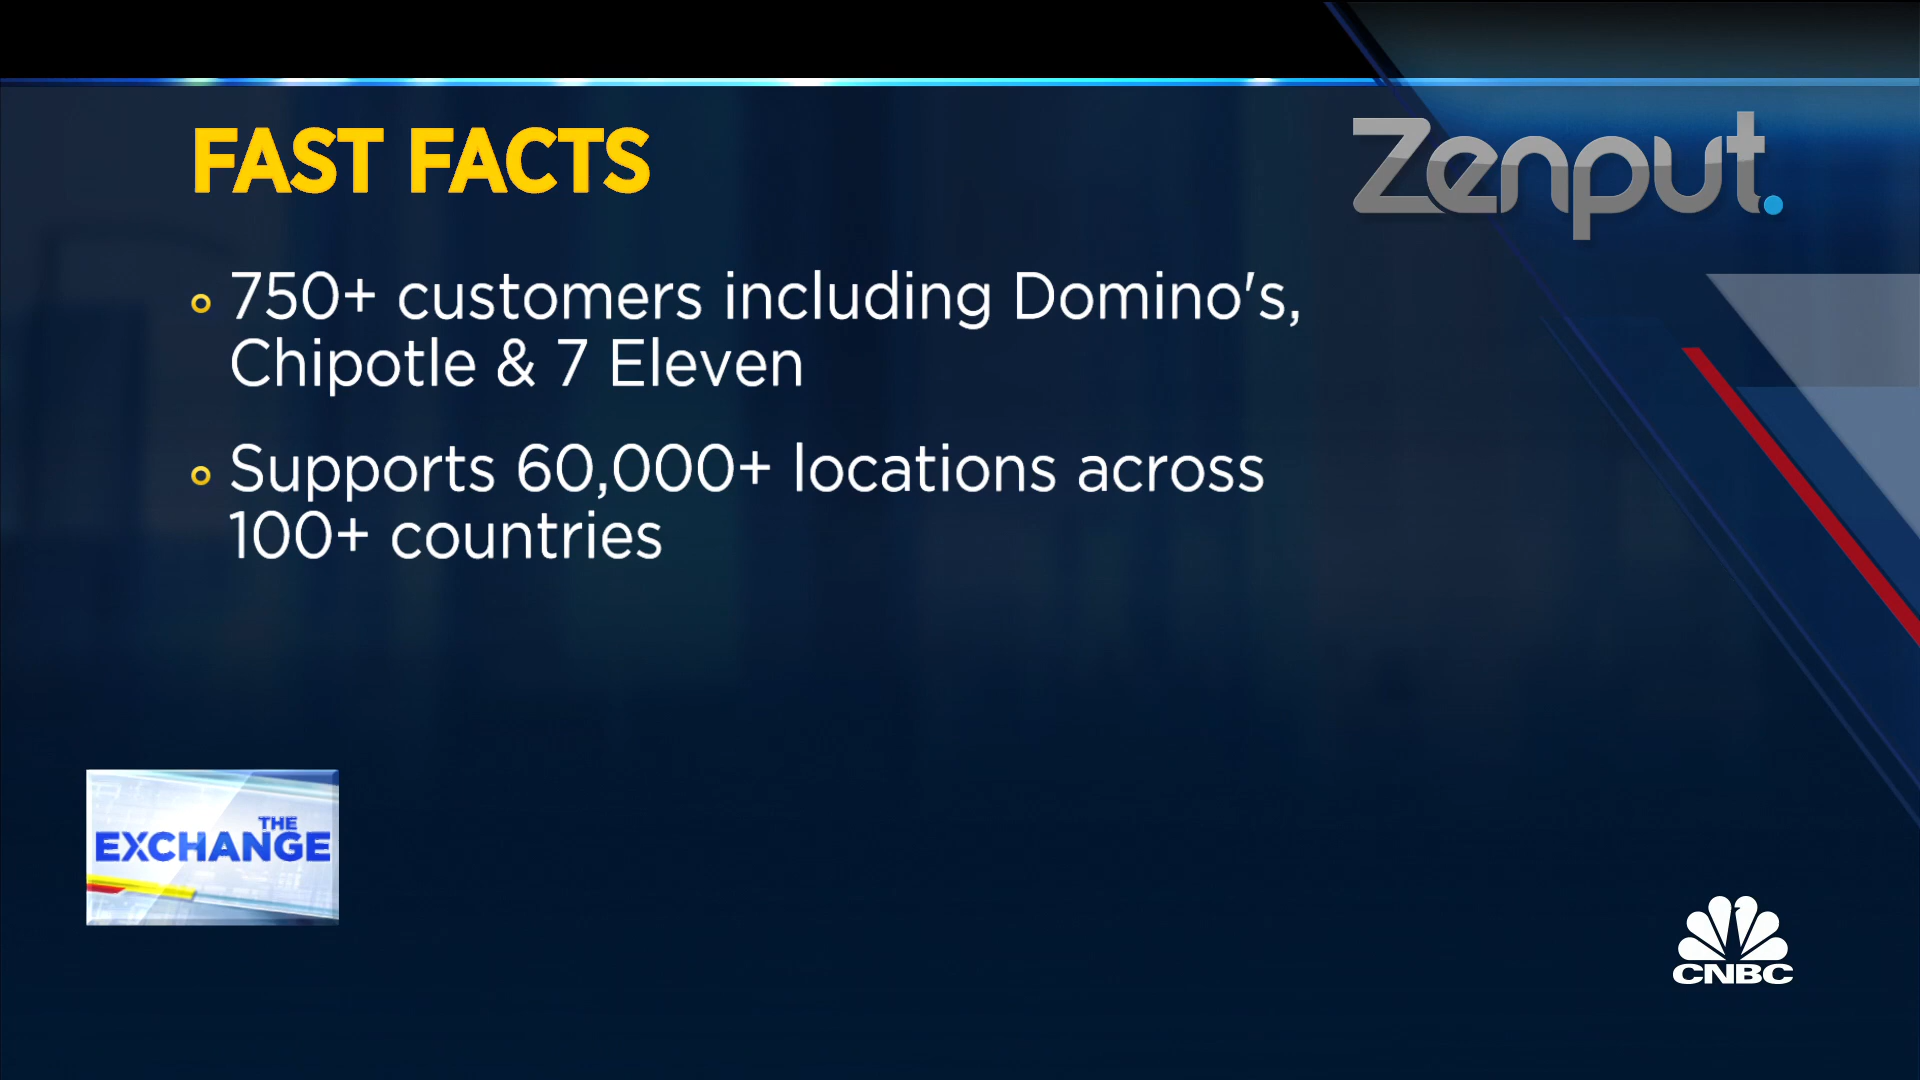 FAST FACTS
Zenput.
750+ customers including Domino's,
Chipotle & 7 Eleven
Supports 60,000+ locations across
100+ countries
THE
EXCHANGE
CNBC